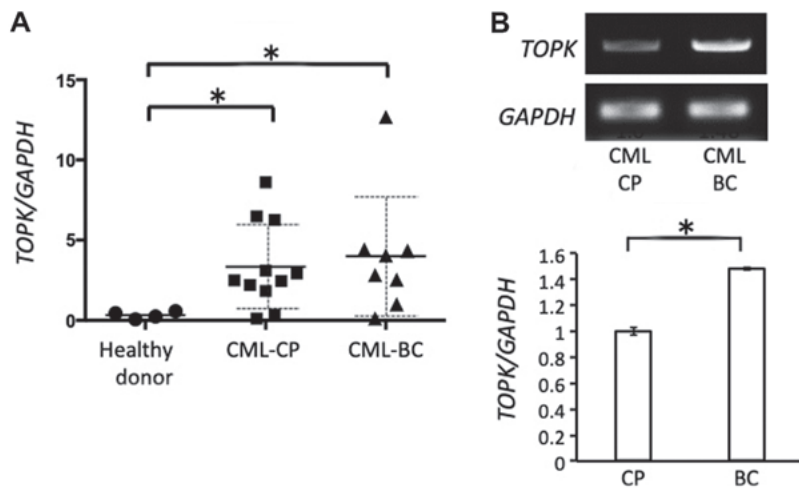 A
*
*
15
10
5
0
TOPK/GAPDH
Healthy
donor
CML-CP
CML-BC
B
TOPK
GAPDH
CML
CP
CML
BC
*
1.6
1.4
1.2
1
0.8
0.6
0.4
0.2
0
TOPK/GAPDH
CP
BC